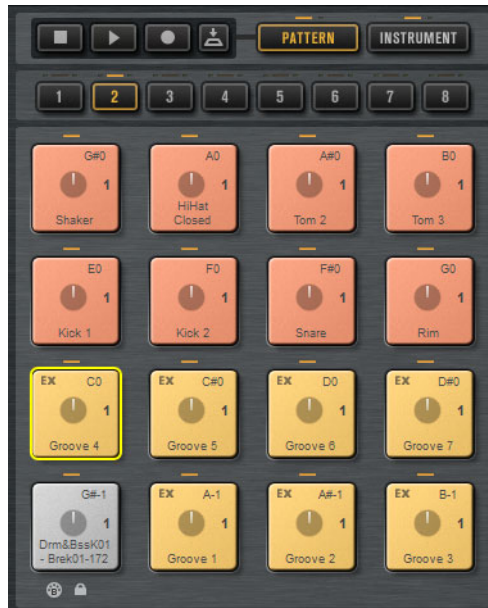 PATTERN INSTRUMENT
1 2 3 4 5 6 7 8
G#0 A0 A#0 B0
1 1 1 1
Shaker HiHat Closed Tom 2 Tom 3
E0 F0 F#0 G0
1 1 1 1
Kick 1 Kick 2 Snare Rim
EX C0 EX C#0 EX D0 EX D#0
1 1 1 1
Groove 4 Groove 5 Groove 6 Groove 7
G#-1 EX A-1 EX A#-1 EX B-1
1 1 1 1
Drm&BssK01
- Brek01-172 Groove 1 Groove 2 Groove 3
B